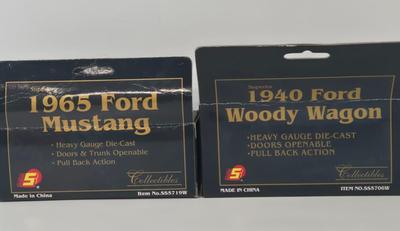 Superior
1965 Ford
Mustang
• Heavy Gauge Die-Cast
• Doors & Trunk Openable
• Pull Back Action
S
Made in China
Collectibles
Item No.SS5719W
Superior
1940 Ford
Woody Wagon
• HEAVY GAUGE DIE-CAST
• DOORS OPENABLE
• PULL BACK ACTION
S
MADE IN CHINA
Collectibles
ITEM NO.SS5706W